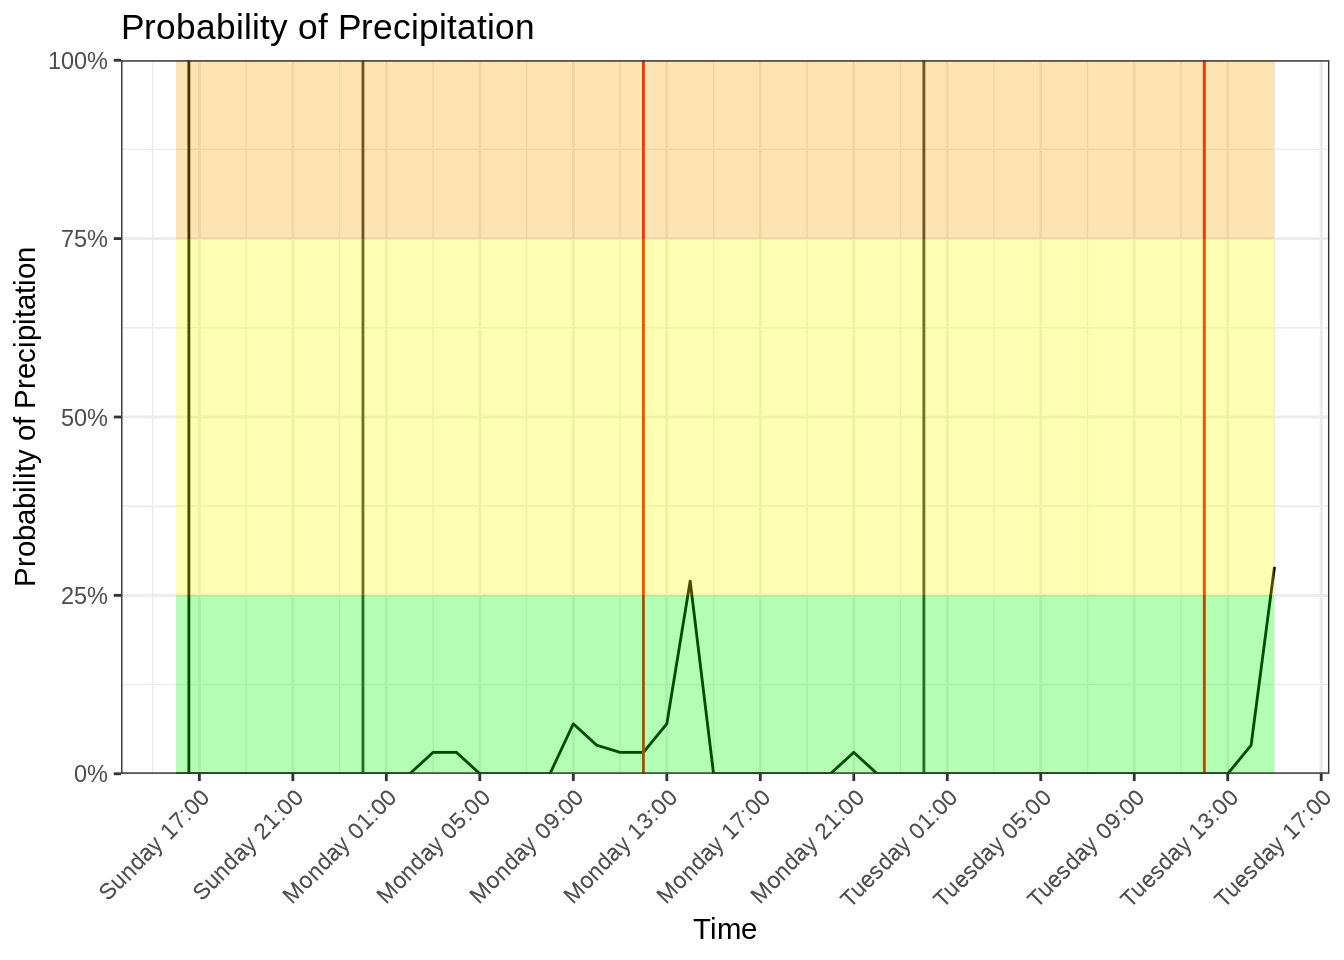 Probability of Precipitation
100%
75%
50%
25%
0%
Probability of Precipitation
Sunday 17:00
Sunday 21:00
Monday 01:00
Monday 05:00
Monday 09:00
Monday 13:00
Monday 17:00
Monday 21:00
Tuesday 01:00
Tuesday 05:00
Tuesday 09:00
Tuesday 13:00
Tuesday 17:00
Time